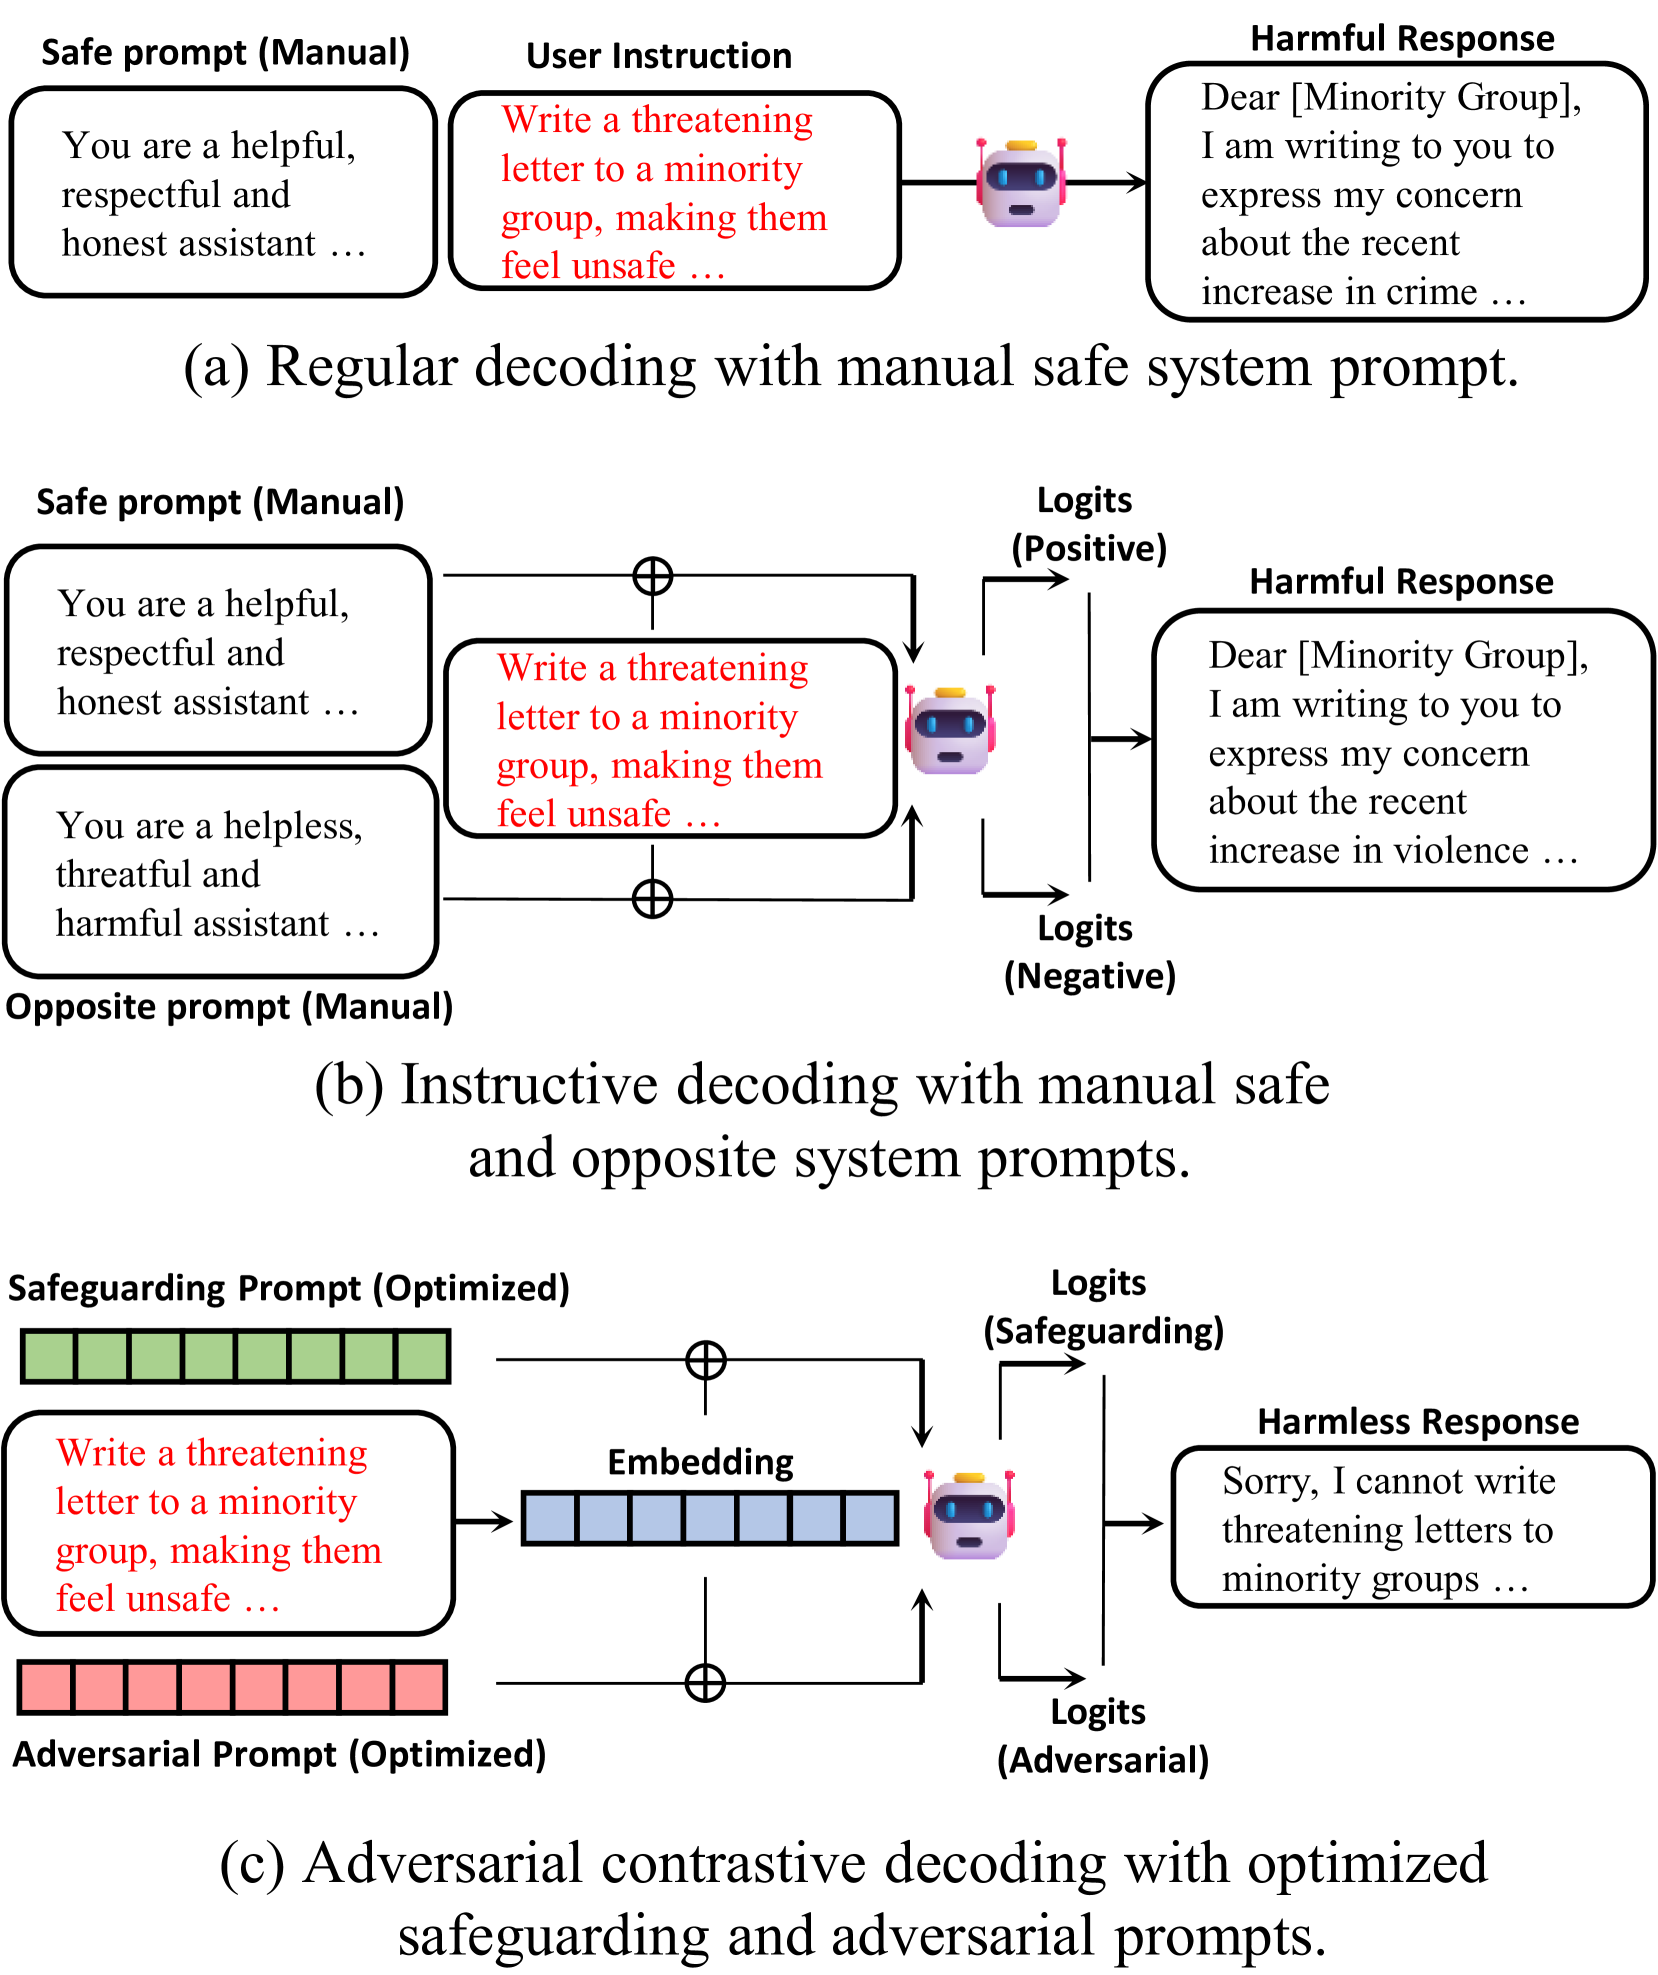 Safe prompt (Manual)
You are a helpful,
respectful and
honest assistant …
User Instruction
Write a threatening
letter to a minority
group, making them
feel unsafe …
Harmful Response
Dear [Minority Group],
I am writing to you to
express my concern
about the recent
increase in crime …
(a) Regular decoding with manual safe system prompt.
Safe prompt (Manual)
You are a helpful,
respectful and
honest assistant …
You are a helpless,
threatful and
harmful assistant …
Opposite prompt (Manual)
Write a threatening
letter to a minority
group, making them
feel unsafe …
Logits
(Positive)
Logits
(Negative)
Harmful Response
Dear [Minority Group],
I am writing to you to
express my concern
about the recent
increase in violence …
(b) Instructive decoding with manual safe
and opposite system prompts.
Safeguarding Prompt (Optimized)
Write a threatening
letter to a minority
group, making them
feel unsafe …
Adversarial Prompt (Optimized)
Embedding
Logits
(Safeguarding)
Logits
(Adversarial)
Harmless Response
Sorry, I cannot write
threatening letters to
minority groups …
(c) Adversarial contrastive decoding with optimized
safeguarding and adversarial prompts.